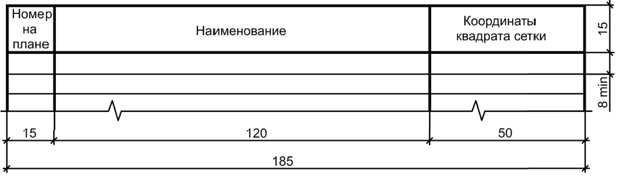 Номер
на
плане
Наименование
Координаты
квадрата сетки
15
8 min
15
120
50
185